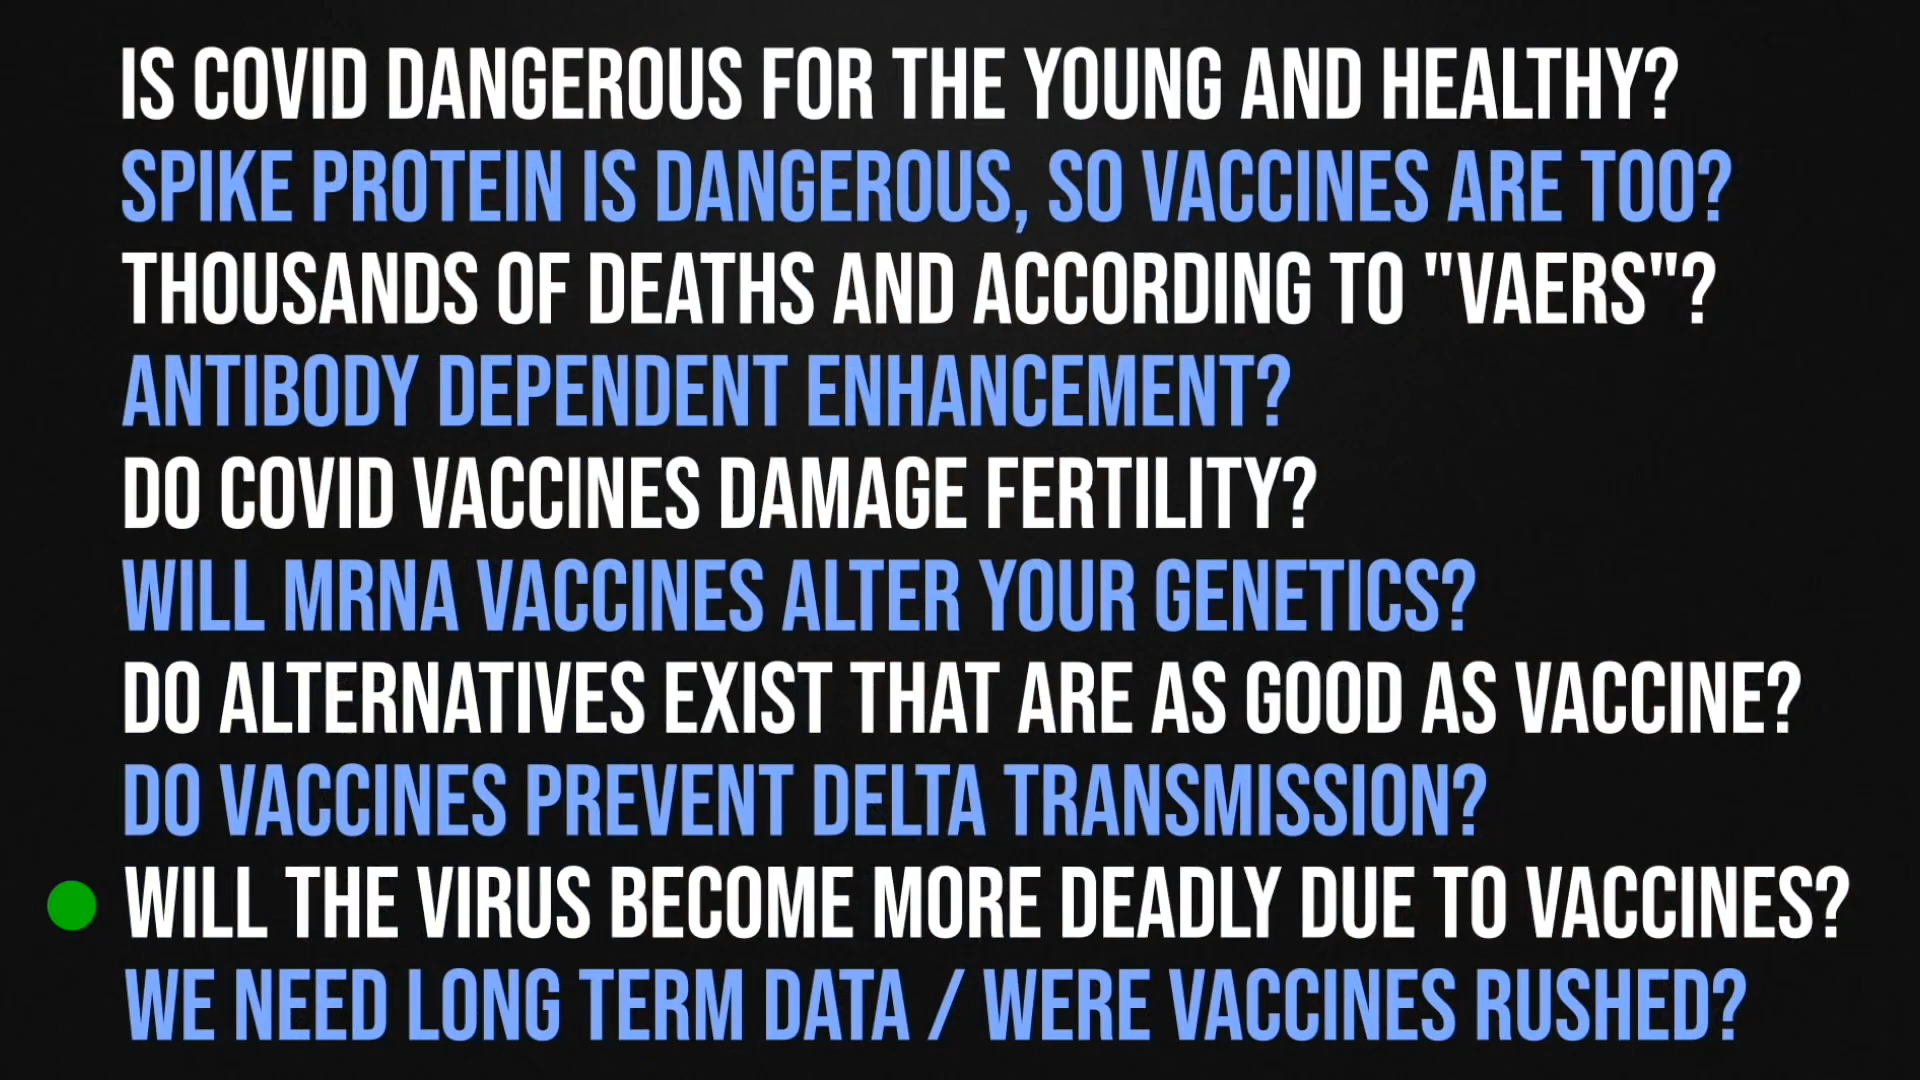 IS COVID DANGEROUS FOR THE YOUNG AND HEALTHY?
SPIKE PROTEIN IS DANGEROUS, SO VACCINES ARE TOO?
THOUSANDS OF DEATHS AND ACCORDING TO "VAERS"?
ANTIBODY DEPENDENT ENHANCEMENT?
DO COVID VACCINES DAMAGE FERTILITY?
WILL MRNA VACCINES ALTER YOUR GENETICS?
DO ALTERNATIVES EXIST THAT ARE AS GOOD AS VACCINE?
DO VACCINES PREVENT DELTA TRANSMISSION?
WILL THE VIRUS BECOME MORE DEADLY DUE TO VACCINES?
WE NEED LONG TERM DATA / WERE VACCINES RUSHED?